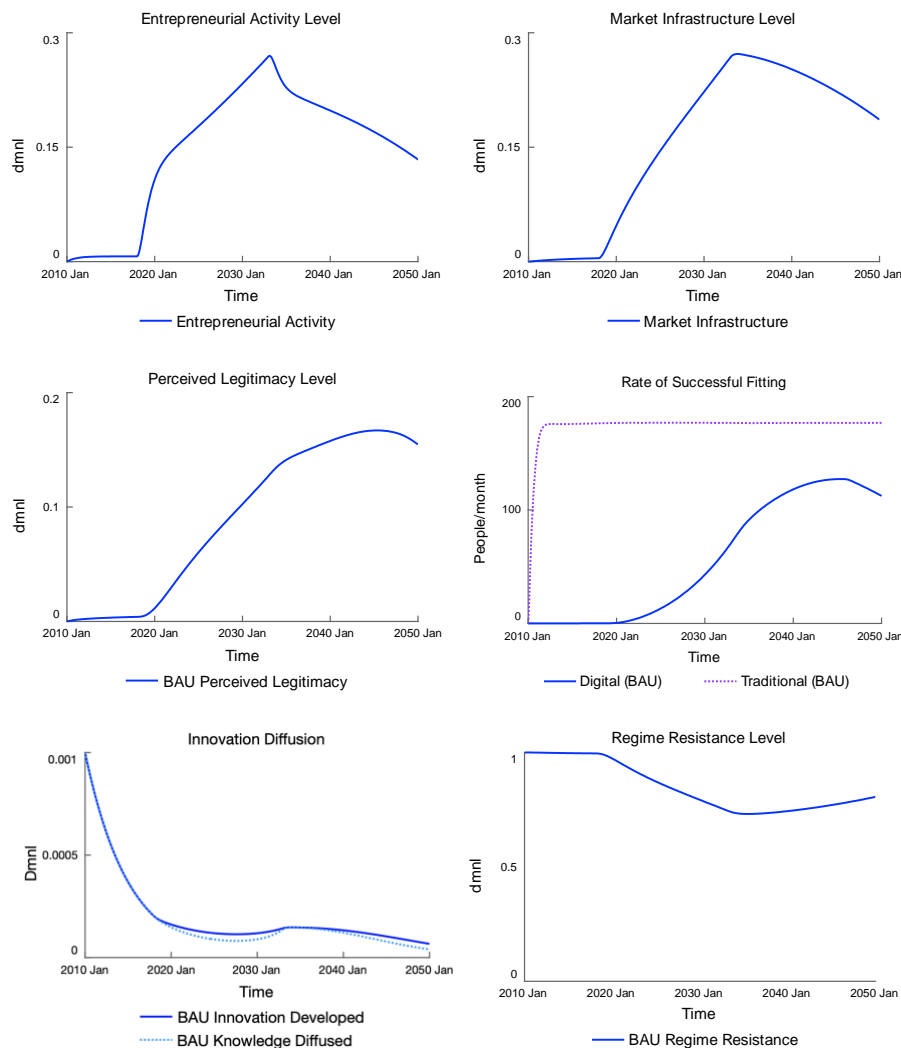 Entrepreneurial Activity Level
0.3
dmnl
0.15
0
2010 Jan 2020 Jan 2030 Jan 2040 Jan 2050 Jan
Time
Entrepreneurial Activity
Market Infrastructure Level
0.3
dmnl
0.15
0
2010 Jan 2020 Jan 2030 Jan 2040 Jan 2050 Jan
Time
Market Infrastructure
Perceived Legitimacy Level
0.2
dmnl
0.1
0
2010 Jan 2020 Jan 2030 Jan 2040 Jan 2050 Jan
Time
BAU Perceived Legitimacy
Rate of Successful Fitting
200
People/month
100
0
2010 Jan 2020 Jan 2030 Jan 2040 Jan 2050 Jan
Time
Digital (BAU) Traditional (BAU)
Innovation Diffusion
0.001
Dmnl
0.0005
0
2010 Jan 2020 Jan 2030 Jan 2040 Jan 2050 Jan
Time
BAU Innovation Developed
BAU Knowledge Diffused
Regime Resistance Level
1
dmnl
0.5
0
2010 Jan 2020 Jan 2030 Jan 2040 Jan 2050 Jan
Time
BAU Regime Resistance